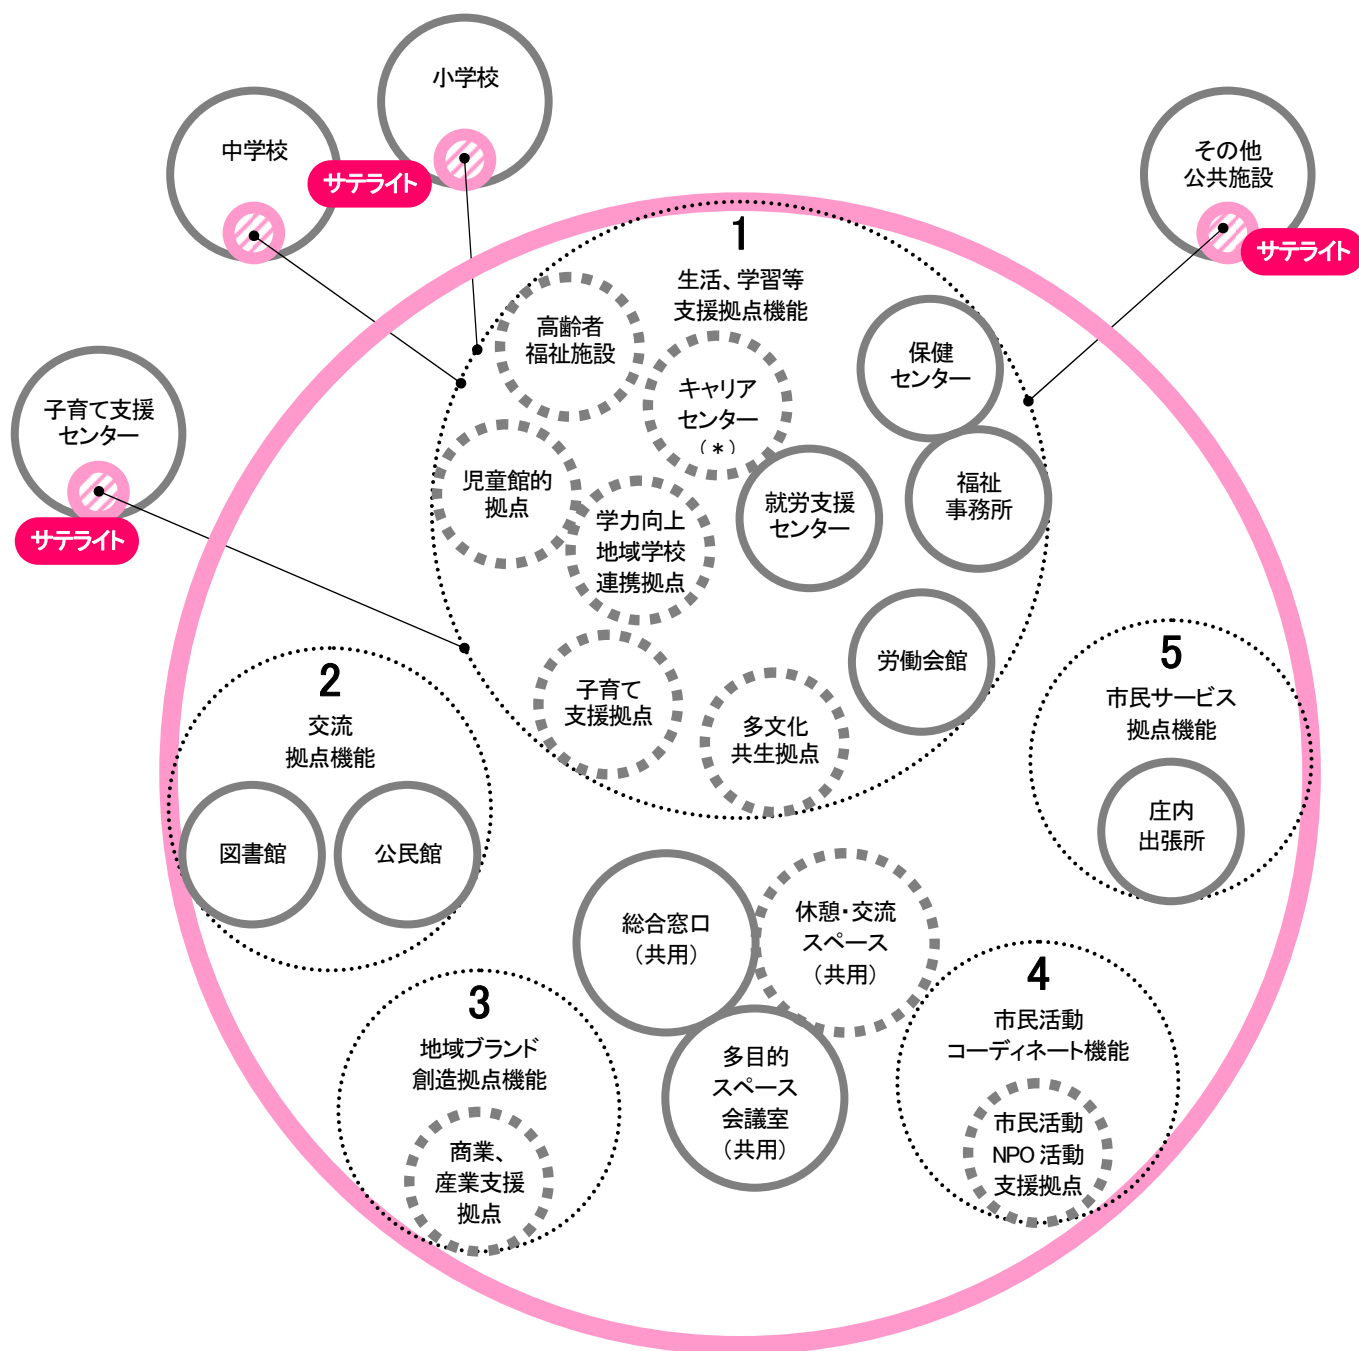 小学校
中学校
サテライト
その他
公共施設
サテライト
子育て支援
センター
サテライト
1
生活、学習等
支援拠点機能
高齢者
福祉施設
キャリア
センター
(＊)
保健
センター
児童館的
拠点
学力向上
地域学校
連携拠点
就労支援
センター
福祉
事務所
子育て
支援拠点
多文化
共生拠点
労働会館
2
交流
拠点機能
図書館
公民館
5
市民サービス
拠点機能
庄内
出張所
総合窓口
（共用）
休憩・交流
スペース
（共用）
多目的
スペース
会議室
（共用）
3
地域ブランド
創造拠点機能
商業、
産業支援
拠点
4
市民活動
コーディネート機能
市民活動
NPO 活動
支援拠点